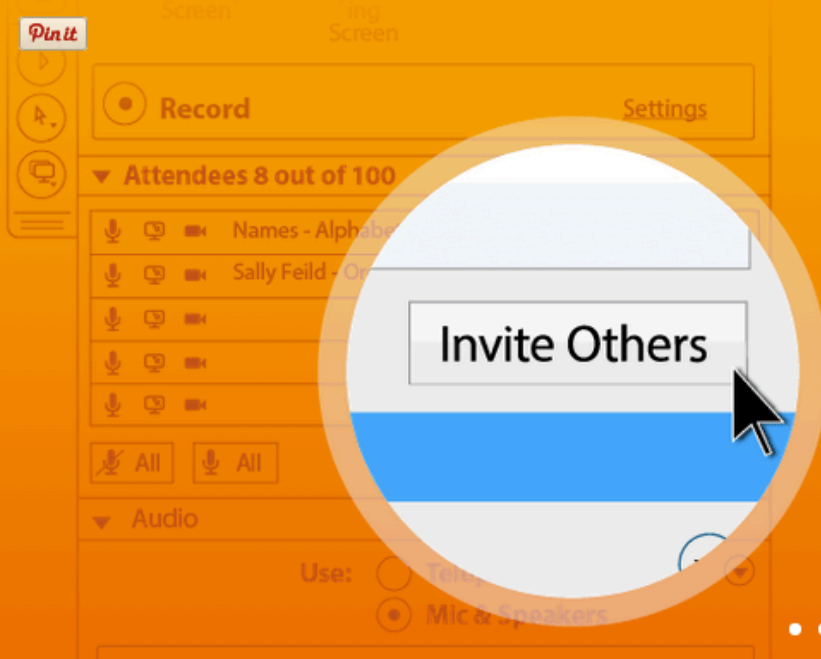 Screen
ing
Screen
Pin it
Record
Settings
Attendees 8 out of 100
Names - Alphabe
Sally Feild - Or
Invite Others
All
All
Audio
Use:
Mic & Speakers